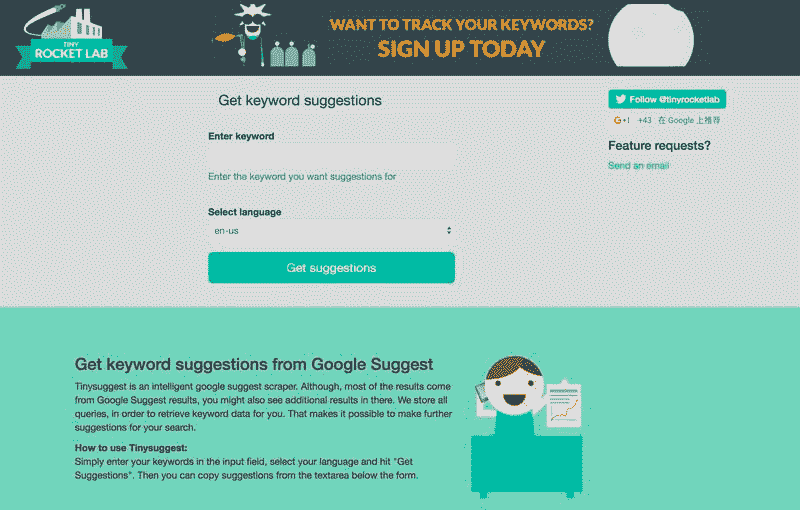 TINY
ROCKET LAB
WANT TO TRACK YOUR KEYWORDS?
SIGN UP TODAY
Get keyword suggestions
Enter keyword
Enter the keyword you want suggestions for
Select language
en-us
Get suggestions
Follow @tinyrocketlab
G+1 +43 在 Google 上推荐
Feature requests?
Send an email
Get keyword suggestions from Google Suggest
Tinysuggest is an intelligent google suggest scraper. Although, most of the results come
from Google Suggest results, you might also see additional results in there. We store all
queries, in order to retrieve keyword data for you. That makes it possible to make further
suggestions for your search.
How to use Tinysuggest:
Simply enter your keywords in the input field, select your language and hit "Get
Suggestions". Then you can copy suggestions from the textarea below the form.